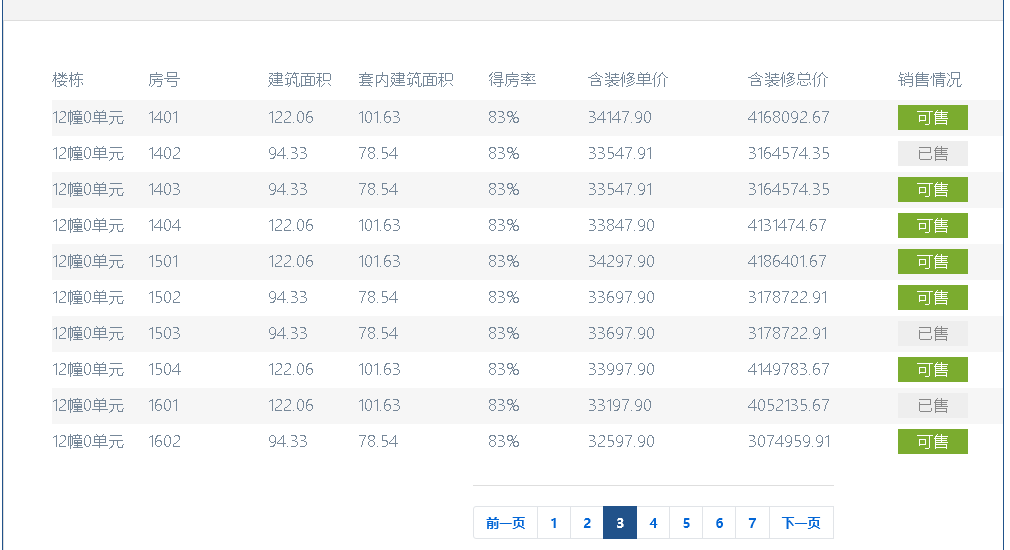 楼栋 房号 建筑面积 套内建筑面积 得房率 含装修单价 含装修总价 销售情况
12幢0单元 1401 122.06 101.63 83% 34147.90 4168092.67 可售
12幢0单元 1402 94.33 78.54 83% 33547.91 3164574.35 已售
12幢0单元 1403 94.33 78.54 83% 33547.91 3164574.35 可售
12幢0单元 1404 122.06 101.63 83% 33847.90 4131474.67 可售
12幢0单元 1501 122.06 101.63 83% 34297.90 4186401.67 可售
12幢0单元 1502 94.33 78.54 83% 33697.90 3178722.91 可售
12幢0单元 1503 94.33 78.54 83% 33697.90 3178722.91 已售
12幢0单元 1504 122.06 101.63 83% 33997.90 4149783.67 可售
12幢0单元 1601 122.06 101.63 83% 33197.90 4052135.67 已售
12幢0单元 1602 94.33 78.54 83% 32597.90 3074959.91 可售
前一页 1 2 3 4 5 6 7 下一页